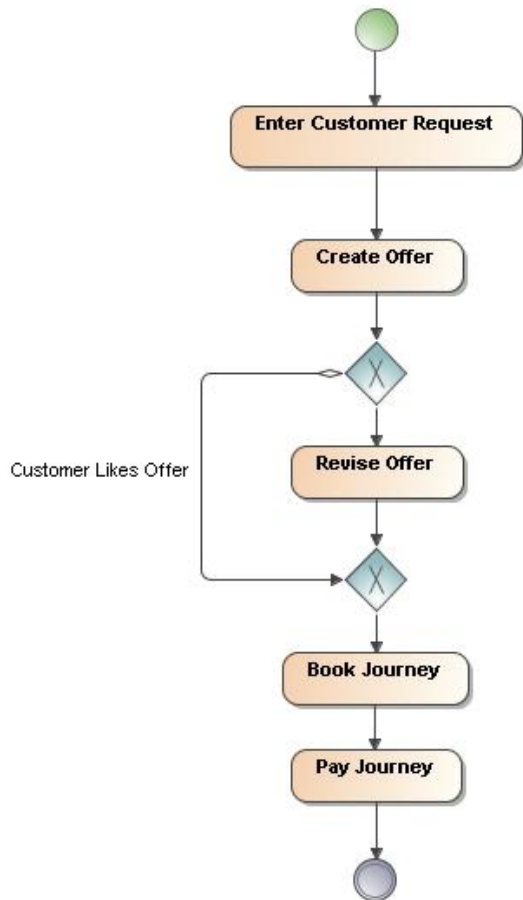 Enter Customer Request
Create Offer
X
Customer Likes Offer
Revise Offer
X
Book Journey
Pay Journey